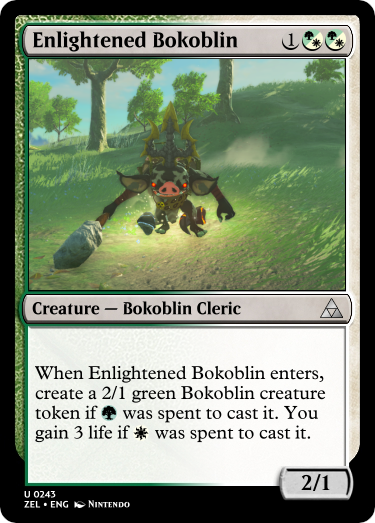 Enlightened Bokoblin 1
Creature — Bokoblin Cleric
When Enlightened Bokoblin enters,
create a 2/1 green Bokoblin creature
token if was spent to cast it. You
gain 3 life if was spent to cast it.
2/1
U 0243
ZEL • ENG Nintendo